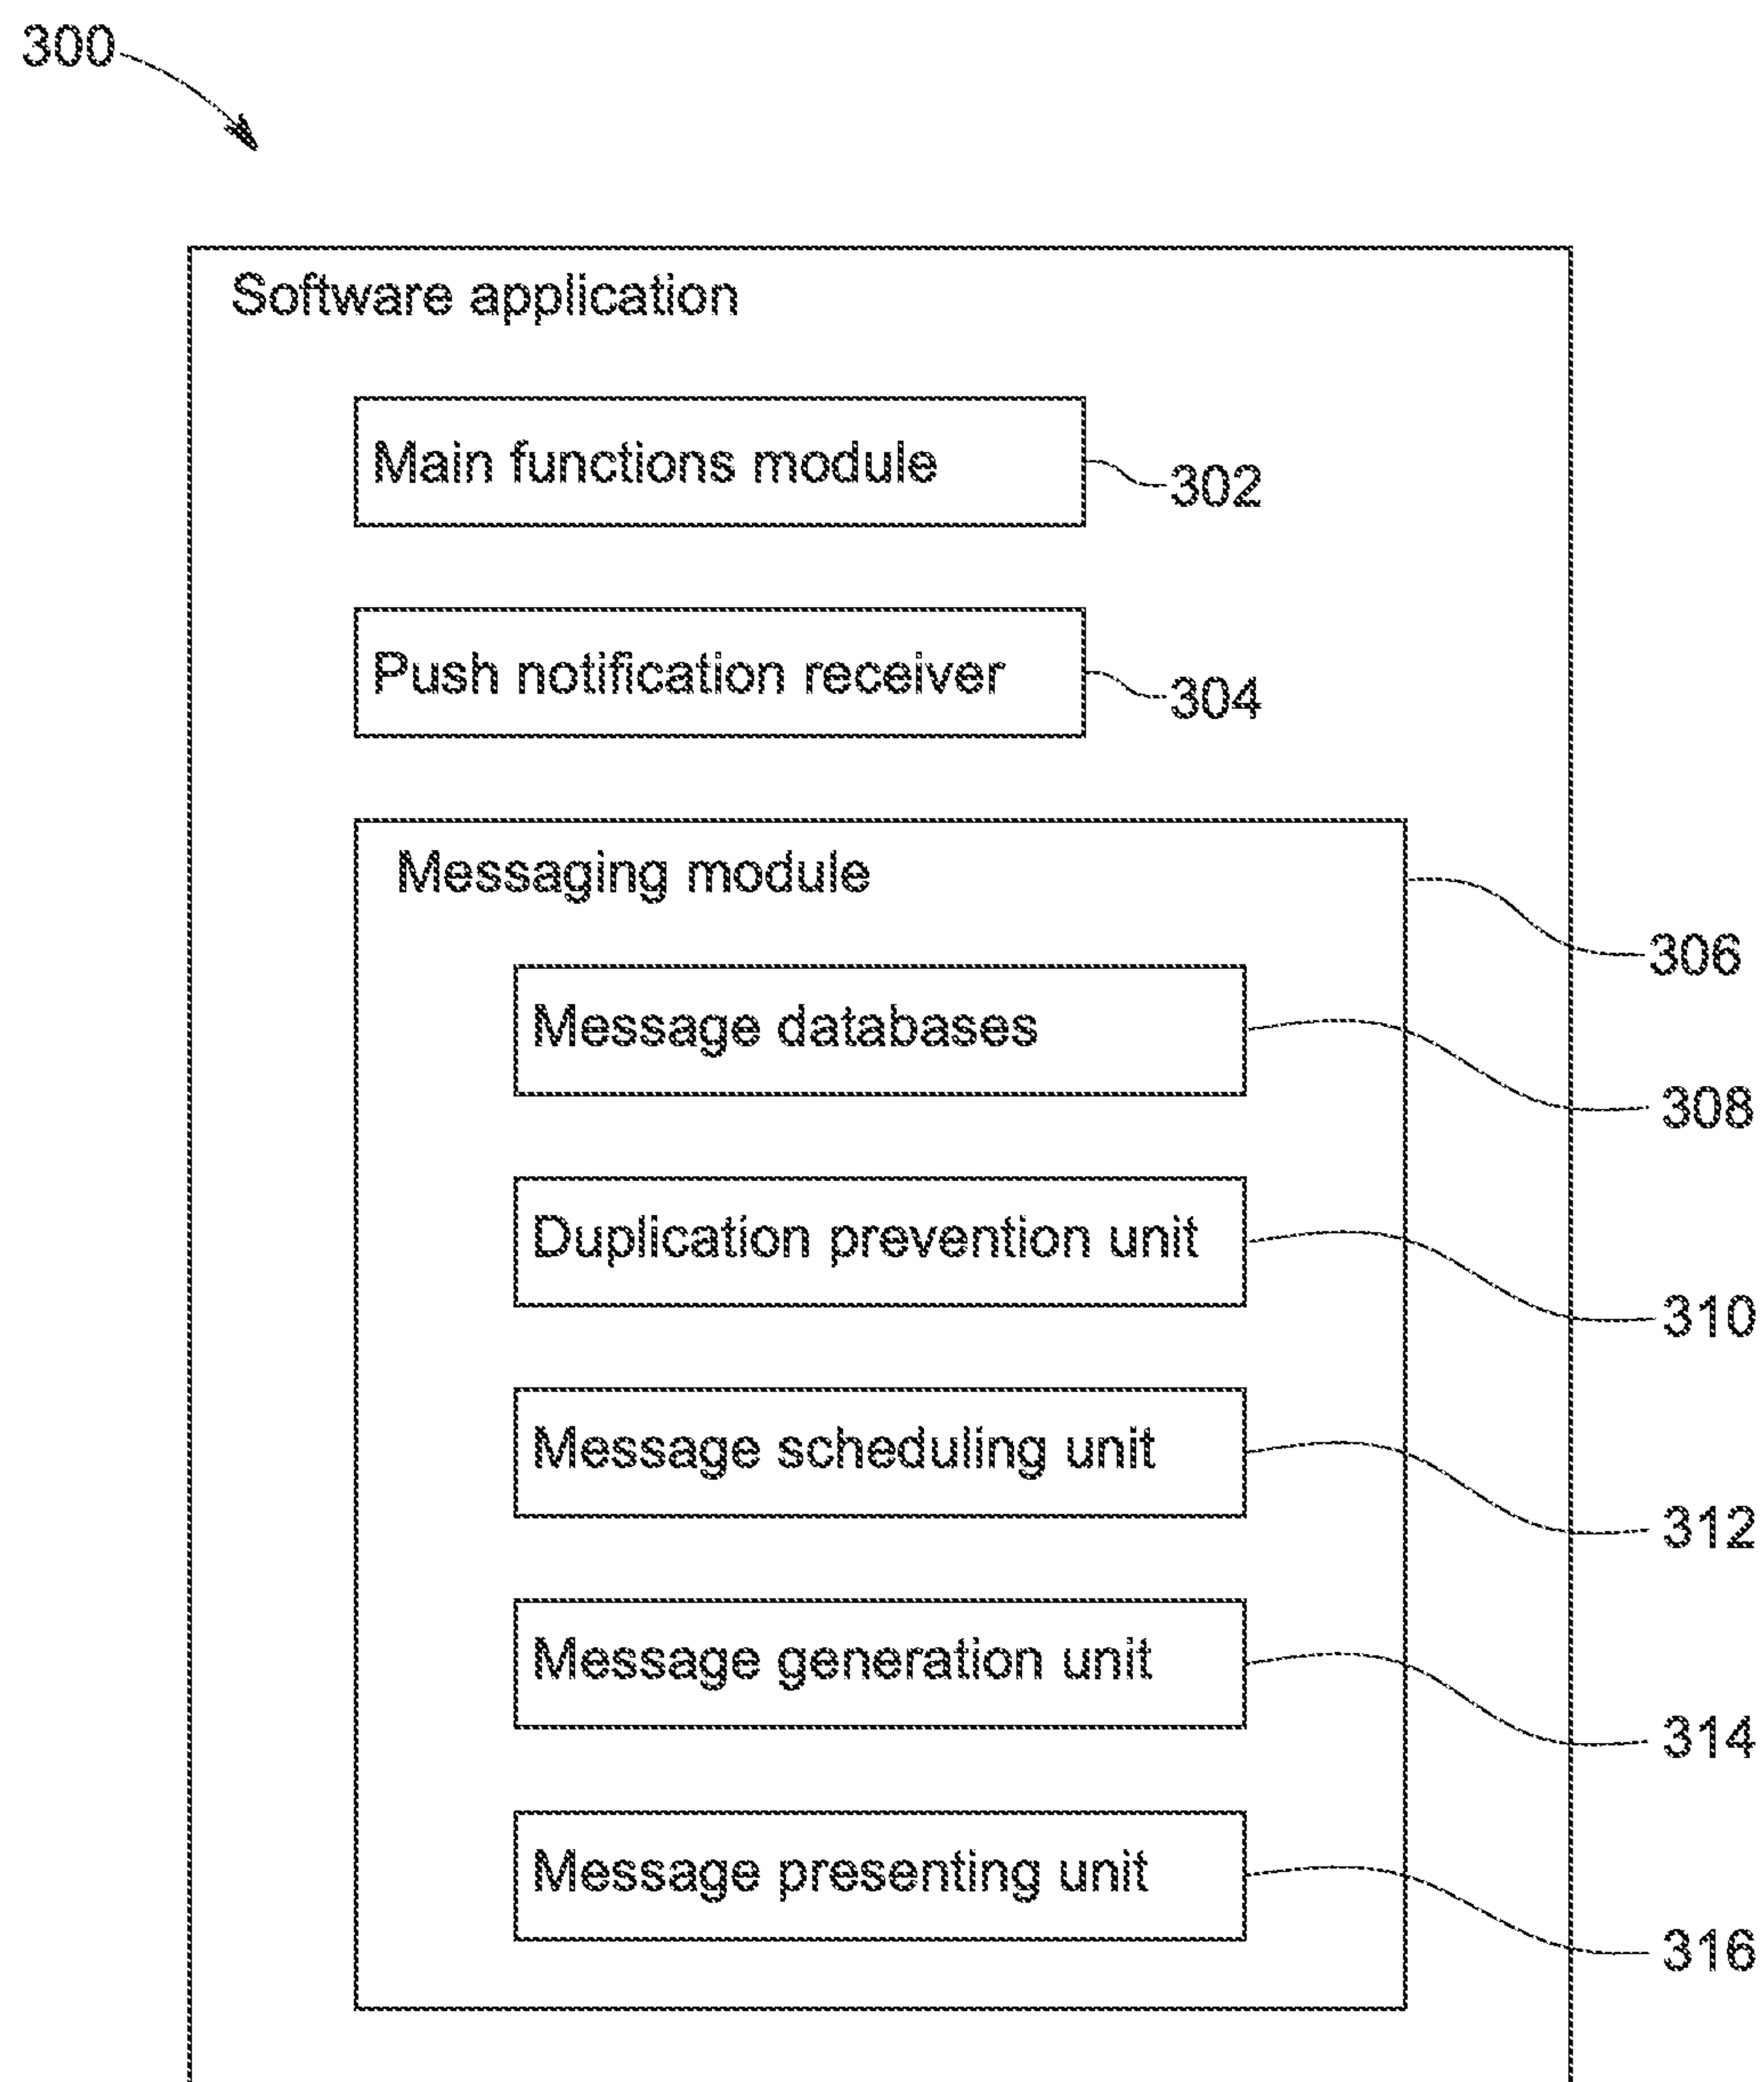 300
Software application
Main functions module
302
Push notification receiver
304
Messaging module
306
Message databases
308
Duplication prevention unit
310
Message scheduling unit
312
Message generation unit
314
Message presenting unit
316